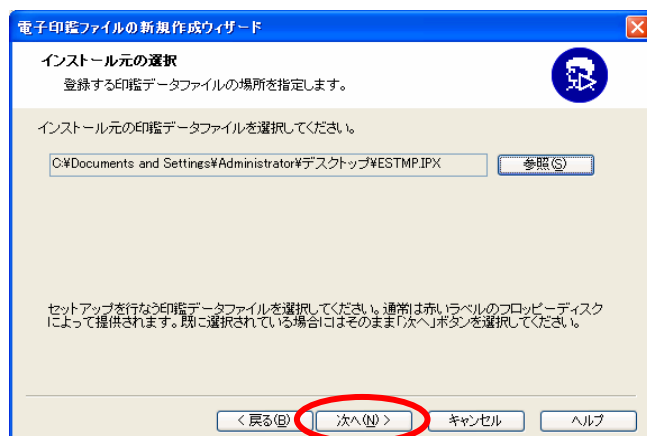 電子印鑑ファイルの新規作成ウィザード
インストール元の選択
登録する印鑑データファイルの場所を指定します。
インストール元の印鑑データファイルを選択してください。
C:¥Documents and Settings¥Administrator¥デスクトップ¥ESTMP.IPX
参照(S)
セットアップを行なう印鑑データファイルを選択してください。通常は赤いラベルのフロッピーディスク
によって提供されます。既に選択されている場合にはそのまま「次へ」ボタンを選択してください。
< 戻る(B)
次へ(N) >
キャンセル
ヘルプ